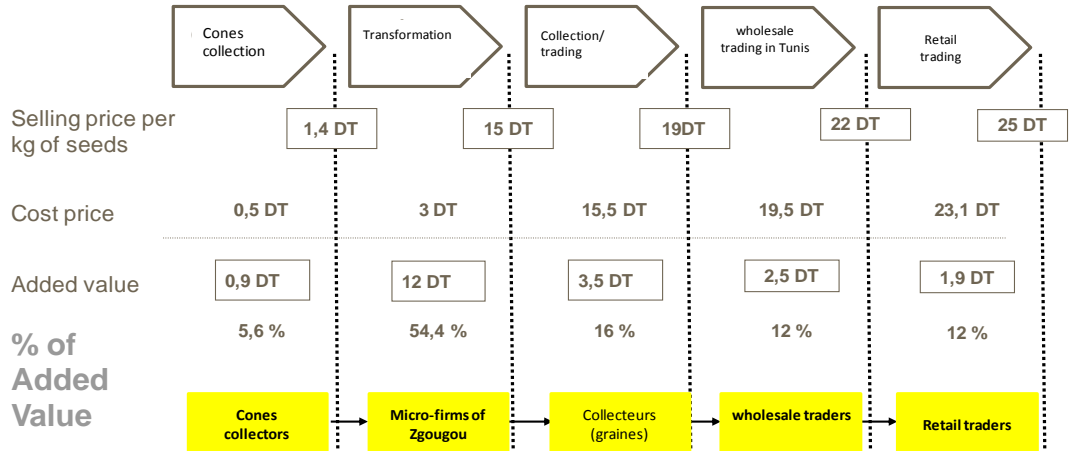 Cones
collection
Transformation
Collection/
trading
wholesale
trading in Tunis
Retail
trading
Selling price per
kg of seeds
1,4 DT
15 DT
19DT
22 DT
25 DT
Cost price
0,5 DT
3 DT
15,5 DT
19,5 DT
23,1 DT
Added value
0,9 DT
12 DT
3,5 DT
2,5 DT
1,9 DT
% of
Added
Value
5,6 %
54,4 %
16 %
12 %
12 %
Cones
collectors
Micro-firms of
Zgougou
Collecteurs
(graines)
wholesale traders
Retail traders